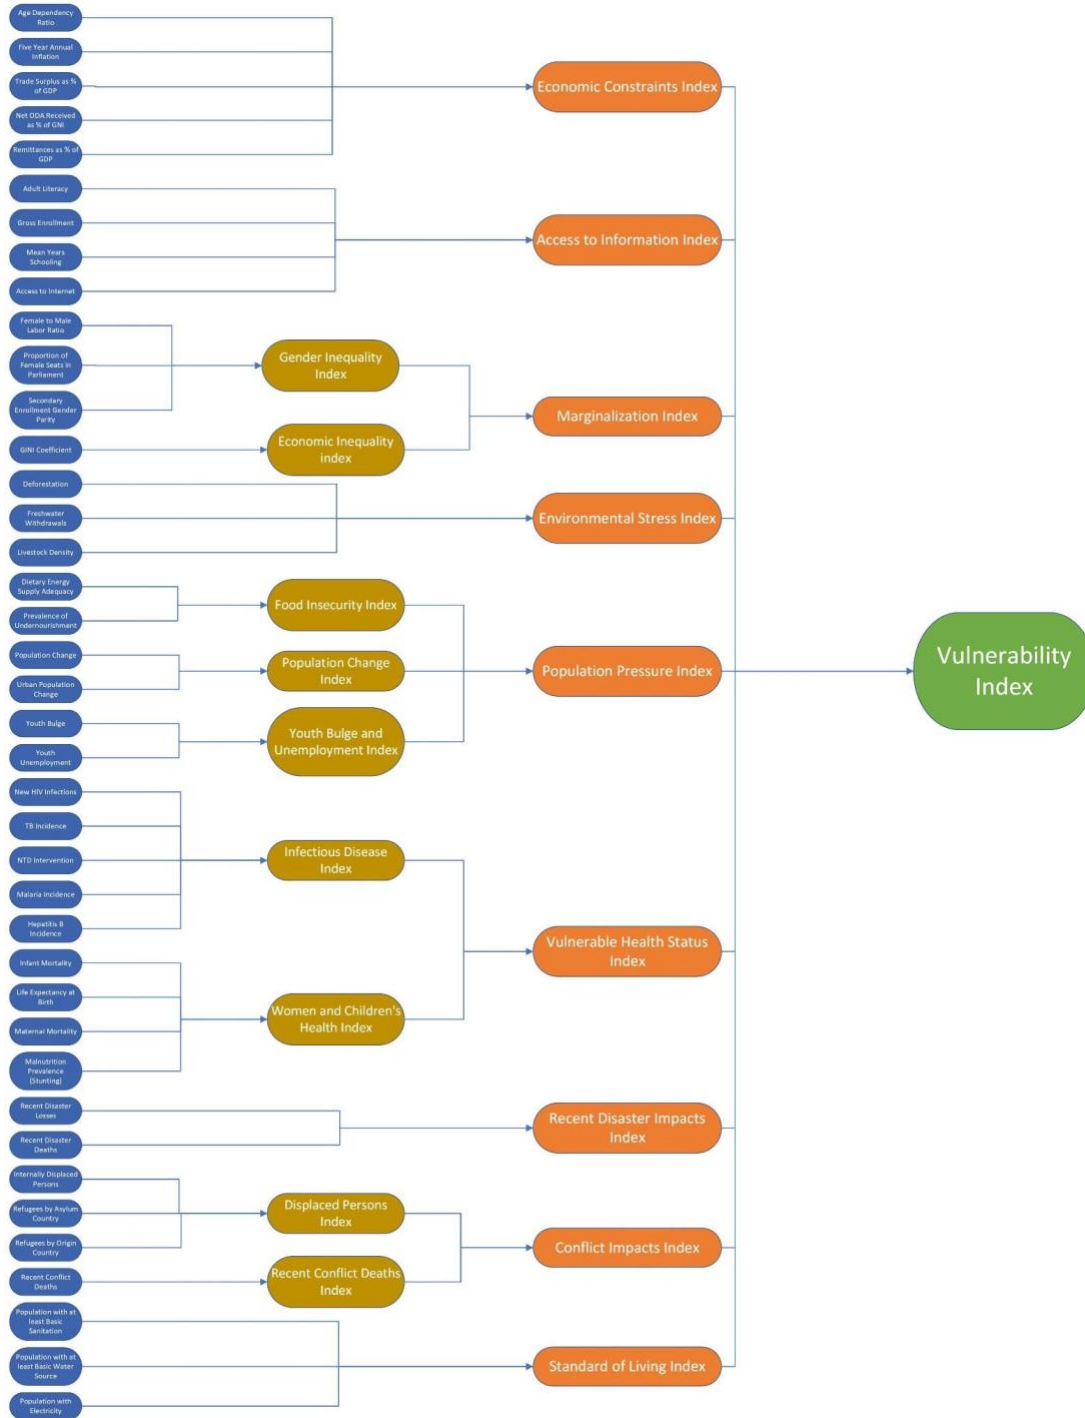 Age Dependency
Ratio
Five Year Annual
Inflation
Trade Surplus as %
of GDP
Net ODA Received
as % of GNI
Remittances as % of
GDP
Economic Constraints Index
Adult Literacy
Gross Enrollment
Mean Years
Schooling
Access to Internet
Access to Information Index
Female to Male
Labor Ratio
Proportion of
Female Seats in
Parliament
Secondary
Enrollment Gender
Parity
GINI Coefficient
Gender Inequality
Index
Economic Inequality
index
Marginalization Index
Deforestation
Freshwater
Withdrawals
Livestock Density
Environmental Stress Index
Dietary Energy
Supply Adequacy
Prevalence of
Undernourishment
Population Change
Urban Population
Change
Youth Bulge
Youth
Unemployment
Food Insecurity Index
Population Change
Index
Youth Bulge and
Unemployment Index
Population Pressure Index
New HIV Infections
TB Incidence
NTD Intervention
Malaria Incidence
Hepatitis B
Incidence
Infant Mortality
Life Expectancy at
Birth
Maternal Mortality
Malnutrition
Prevalence
(Stunting)
Infectious Disease
Index
Women and Children's
Health Index
Vulnerable Health Status
Index
Recent Disaster
Losses
Recent Disaster
Deaths
Recent Disaster Impacts
Index
Internally Displaced
Persons
Refugees by Asylum
Country
Refugees by Origin
Country
Recent Conflict
Deaths
Displaced Persons
Index
Recent Conflict Deaths
Index
Conflict Impacts Index
Population with at
least Basic
Sanitation
Population with at
least Basic Water
Source
Population with
Electricity
Standard of Living Index
Vulnerability
Index